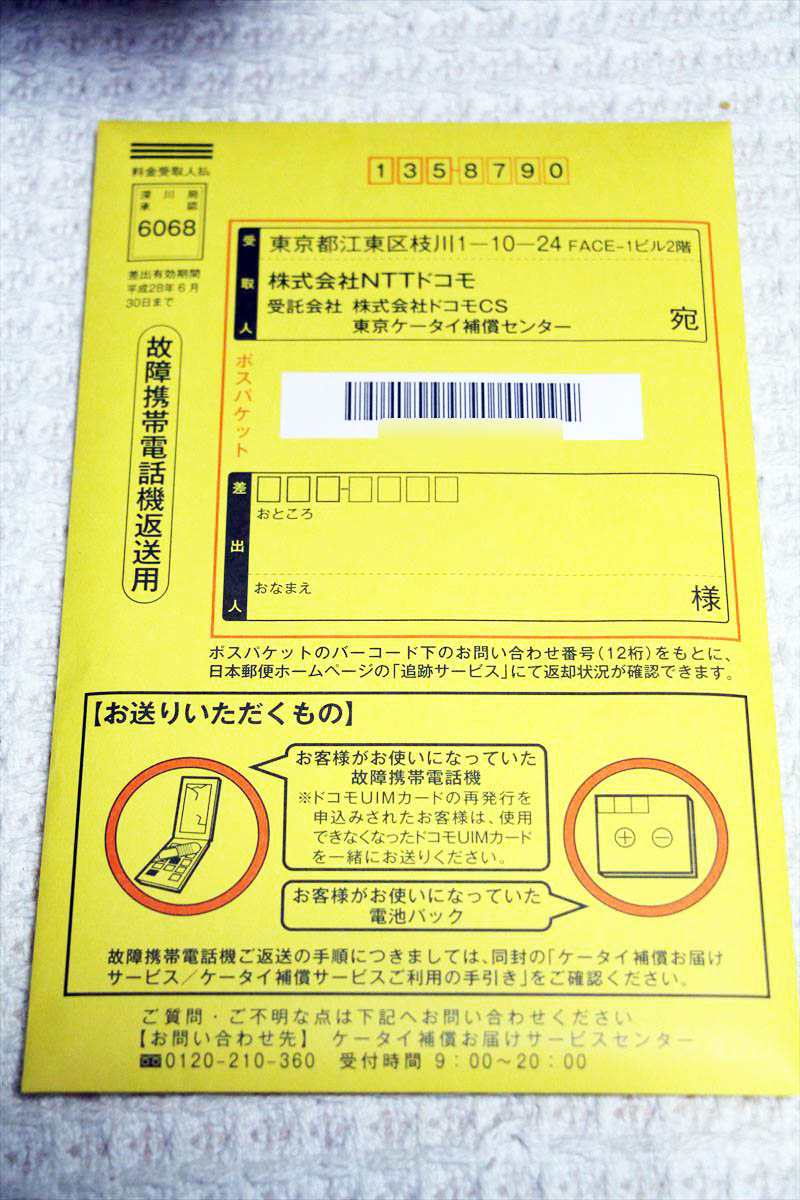 料金受取人払
深川局
承認
6068
差出有効期間
平成28年6月
30日まで
故障携帯電話機返送用
1358790
受取人
東京都江東区枝川1－10－24 FACE-1ビル2階
株式会社NTTドコモ
受託会社 株式会社ドコモCS
東京ケータイ補償センター
宛
ポスパケット
差出人
おところ
おなまえ
様
ポスパケットのバーコード下のお問い合わせ番号(12桁)をもとに、
日本郵便ホームページの「追跡サービス」にて返却状況が確認できます。
【お送りいただくもの】
お客様がお使いになっていた
故障携帯電話機
※ドコモUIMカードの再発行を
申込みされたお客様は、使用
できなくなったドコモUIMカード
を一緒にお送りください。
お客様がお使いになっていた
電池パック
故障携帯電話機ご返送の手順につきましては、同封の「ケータイ補償お届け
サービス／ケータイ補償サービスご利用の手引き」をご確認ください。
ご質問・ご不明な点は下記へお問い合わせください
【お問い合わせ先】 ケータイ補償お届けサービスセンター
0120-210-360 受付時間 9：00～20：00